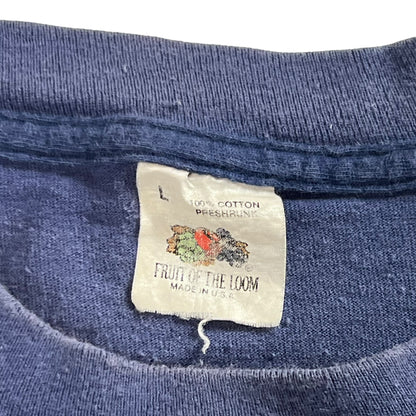 L
100% COTTON
PRESHRUNK
®
FRUIT OF THE LOOM
MADE IN U.S.A.